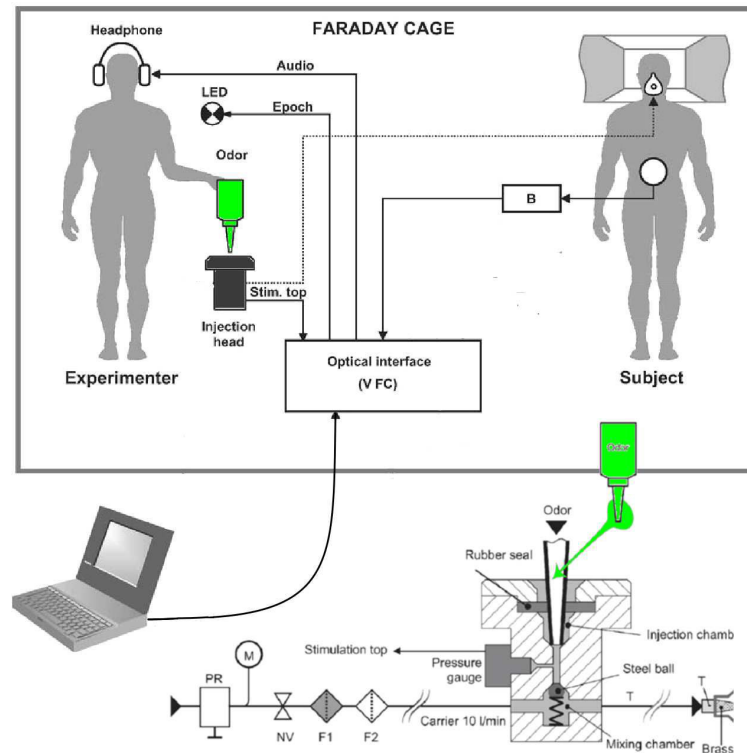 FARADAY CAGE
Headphone
Audio
LED
Epoch
Odor
B
Stim. top
Injection
head
Optical interface
(V FC)
Experimenter
Subject
Odor
Odor
Rubber seal
Injection chamb
Stimulation top
Pressure
gauge
Steel ball
M
PR
T
T
NV
F1
F2
Carrier 10 l/min
Mixing chamber
Brass